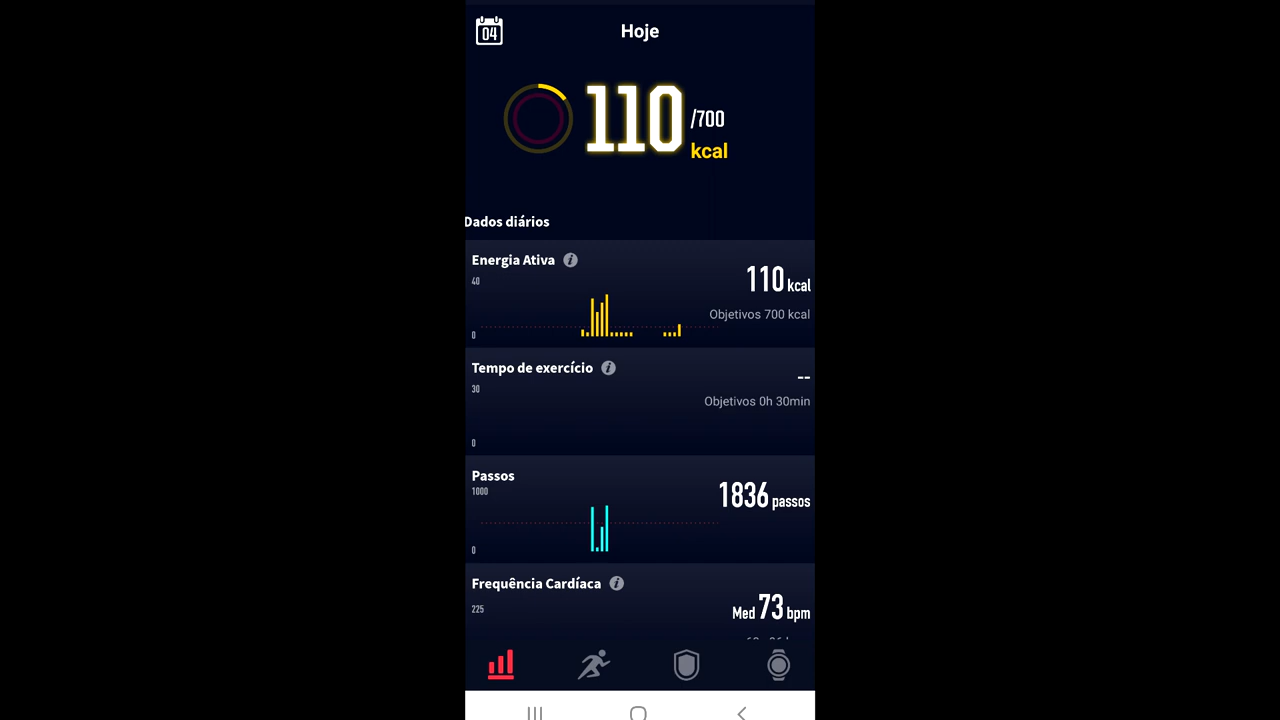 04
Hoje
110
/700
kcal
Dados diários
Energia Ativa
40
110 kcal
Objetivos 700 kcal
0
Tempo de exercício
--
30
Objetivos 0h 30min
0
Passos
1000
1836 passos
0
Frequência Cardíaca
225
Med 73 bpm